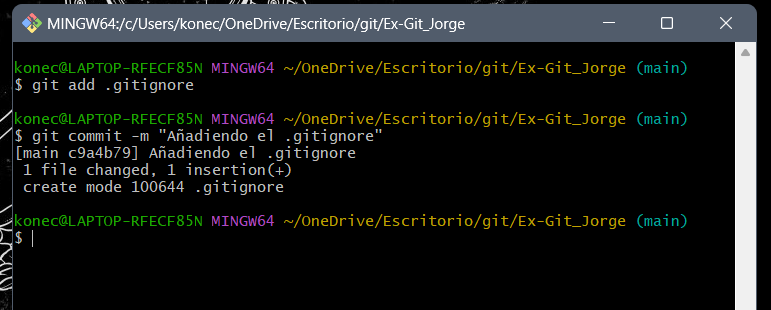 MINGW64:/c/Users/konec/OneDrive/Escritorio/git/Ex-Git_Jorge
konec@LAPTOP-RFECF85N MINGW64 ~/OneDrive/Escritorio/git/Ex-Git_Jorge (main)
$ git add .gitignore
konec@LAPTOP-RFECF85N MINGW64 ~/OneDrive/Escritorio/git/Ex-Git_Jorge (main)
$ git commit -m "Añadiendo el .gitignore"
[main c9a4b79] Añadiendo el .gitignore
1 file changed, 1 insertion(+)
create mode 100644 .gitignore
konec@LAPTOP-RFECF85N MINGW64 ~/OneDrive/Escritorio/git/Ex-Git_Jorge (main)
$